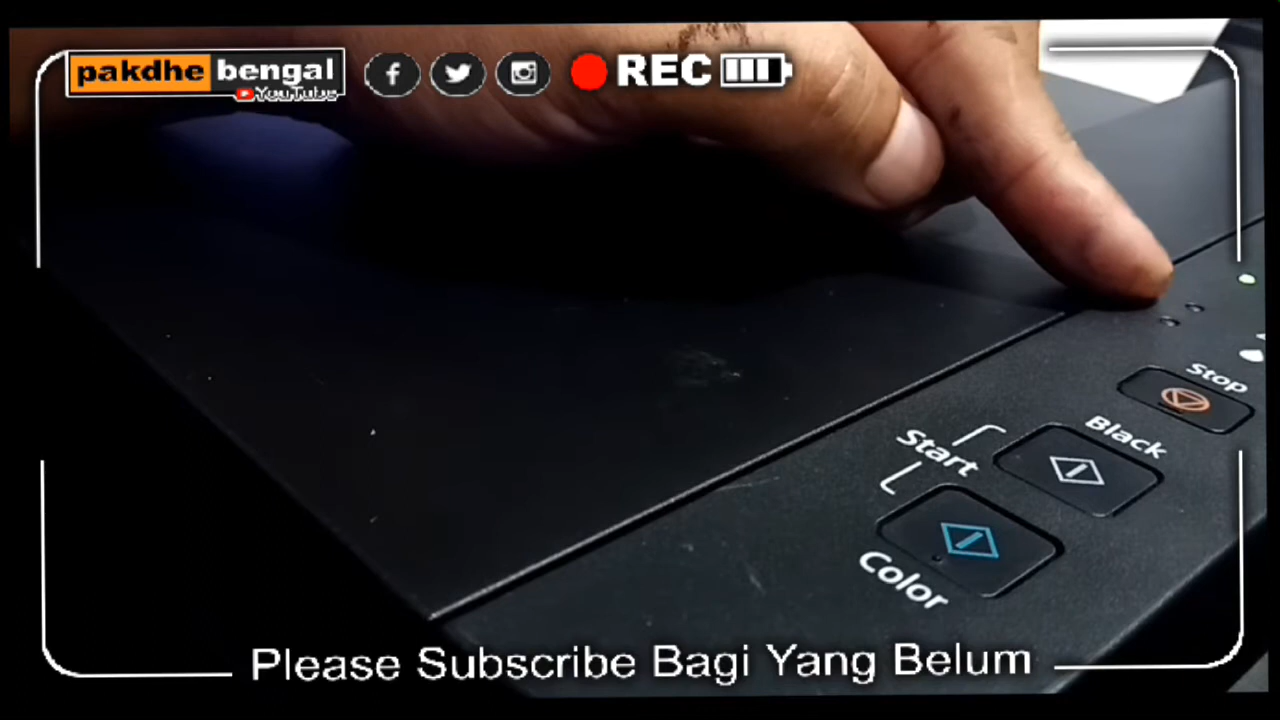 pakdhe bengal
YouTube
REC
Stop
Black
Start
Color
Please Subscribe Bagi Yang Belum